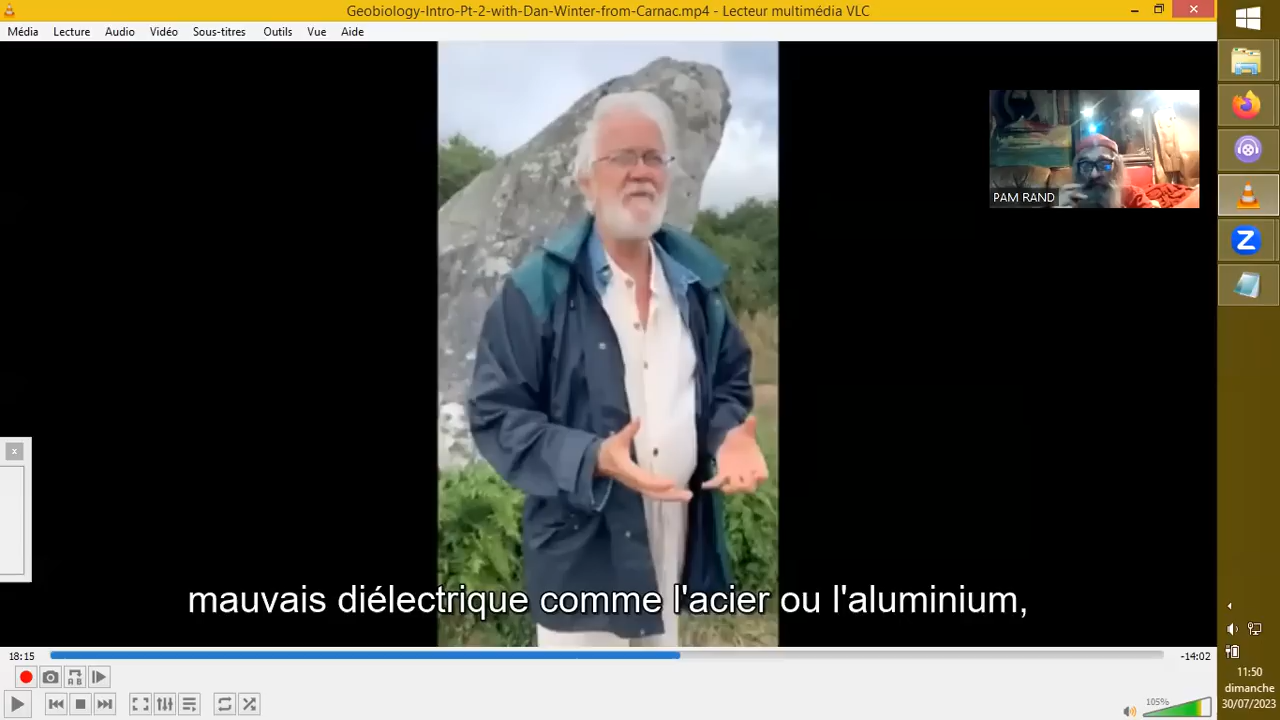 Geobiology-Intro-Pt-2-with-Dan-Winter-from-Carnac.mp4 - Lecteur multimédia VLC
Média Lecture Audio Vidéo Sous-titres Outils Vue Aide
PAM RAND
mauvais diélectrique comme l'acier ou l'aluminium,
18:15
-14:02
105%
11:50
dimanche
30/07/2023